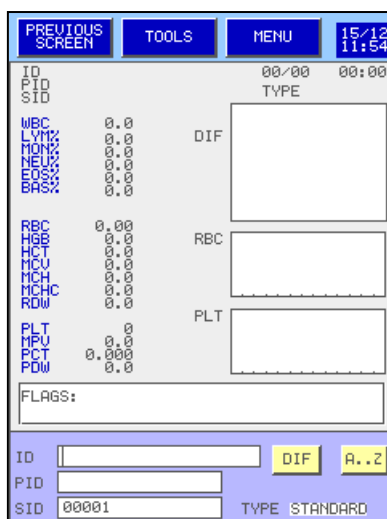 PREVIOUS SCREEN TOOLS MENU 15/12 11:54
ID 00/00 00:00
PID TYPE
SID
WBC 0.0
LYM% 0.0 DIF
MON% 0.0
NEU% 0.0
EOS% 0.0
BAS% 0.0
RBC 0.00
HGB 0.0 RBC
HCT 0.0
MCV 0.0
MCH 0.0
MCHC 0.0
RDW 0.0
PLT
PLT 0
MPV 0.0
PCT 0.000
PDW 0.0
FLAGS:
ID DIF A..Z
PID
SID 00001 TYPE STANDARD